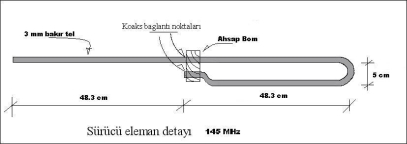 Koaks bağlantı noktaları
3 mm bakır tel
Ahşap Bom
5 cm
48.3 cm
48.3 cm
Sürücü eleman detayı 145 MHz